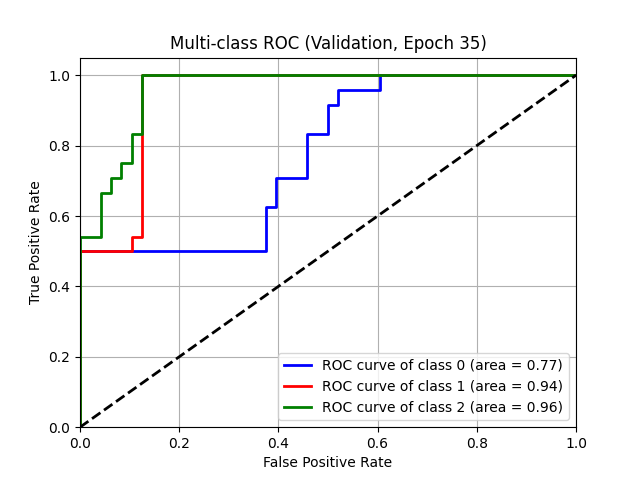 Multi-class ROC (Validation, Epoch 35)
True Positive Rate
1.0
0.8
0.6
0.4
0.2
0.0
ROC curve of class 0 (area = 0.77)
ROC curve of class 1 (area = 0.94)
ROC curve of class 2 (area = 0.96)
0.0 0.2 0.4 0.6 0.8 1.0
False Positive Rate